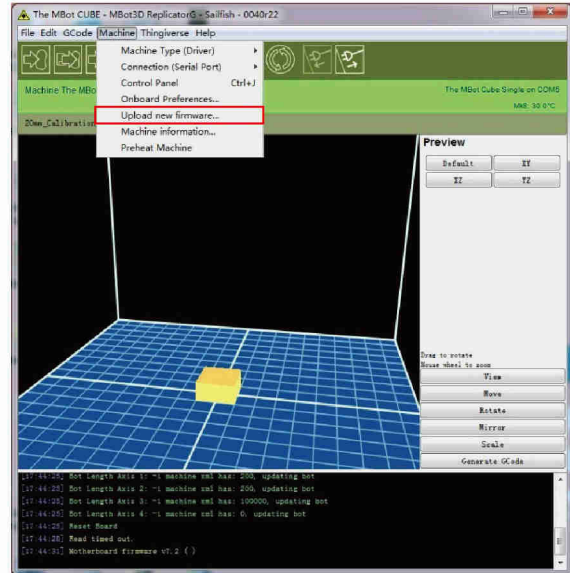 The MBot CUBE - MBot3D ReplicatorG - Sailfish - 0040r22
File Edit GCode Machine Thingiverse Help
Machine Type (Driver)
Connection (Serial Port)
Control Panel Ctrl+J
Onboard Preferences...
Upload new firmware...
Machine information...
Preheat Machine
Machine The MBo
The MBot Cube Single on COM5
20mm_Calibration
Preview
Default XY
XZ YZ
Drag to rotate
Mouse wheel to zoom
View
Move
Rotate
Mirror
Scale
Generate GCode
[17:44:25] Bot Length Axis 1: ~i machine xml has: 200, updating bot
[17:44:25] Bot Length Axis 2: ~i machine xml has: 200, updating bot
[17:44:25] Bot Length Axis 3: ~i machine xml has: 100000, updating bot
[17:44:25] Bot Length Axis 4: ~i machine xml has: 0, updating bot
[17:44:25] Reset Board
[17:44:28] Read timed out.
[17:44:31] Motherboard firmware v7.2 ( )